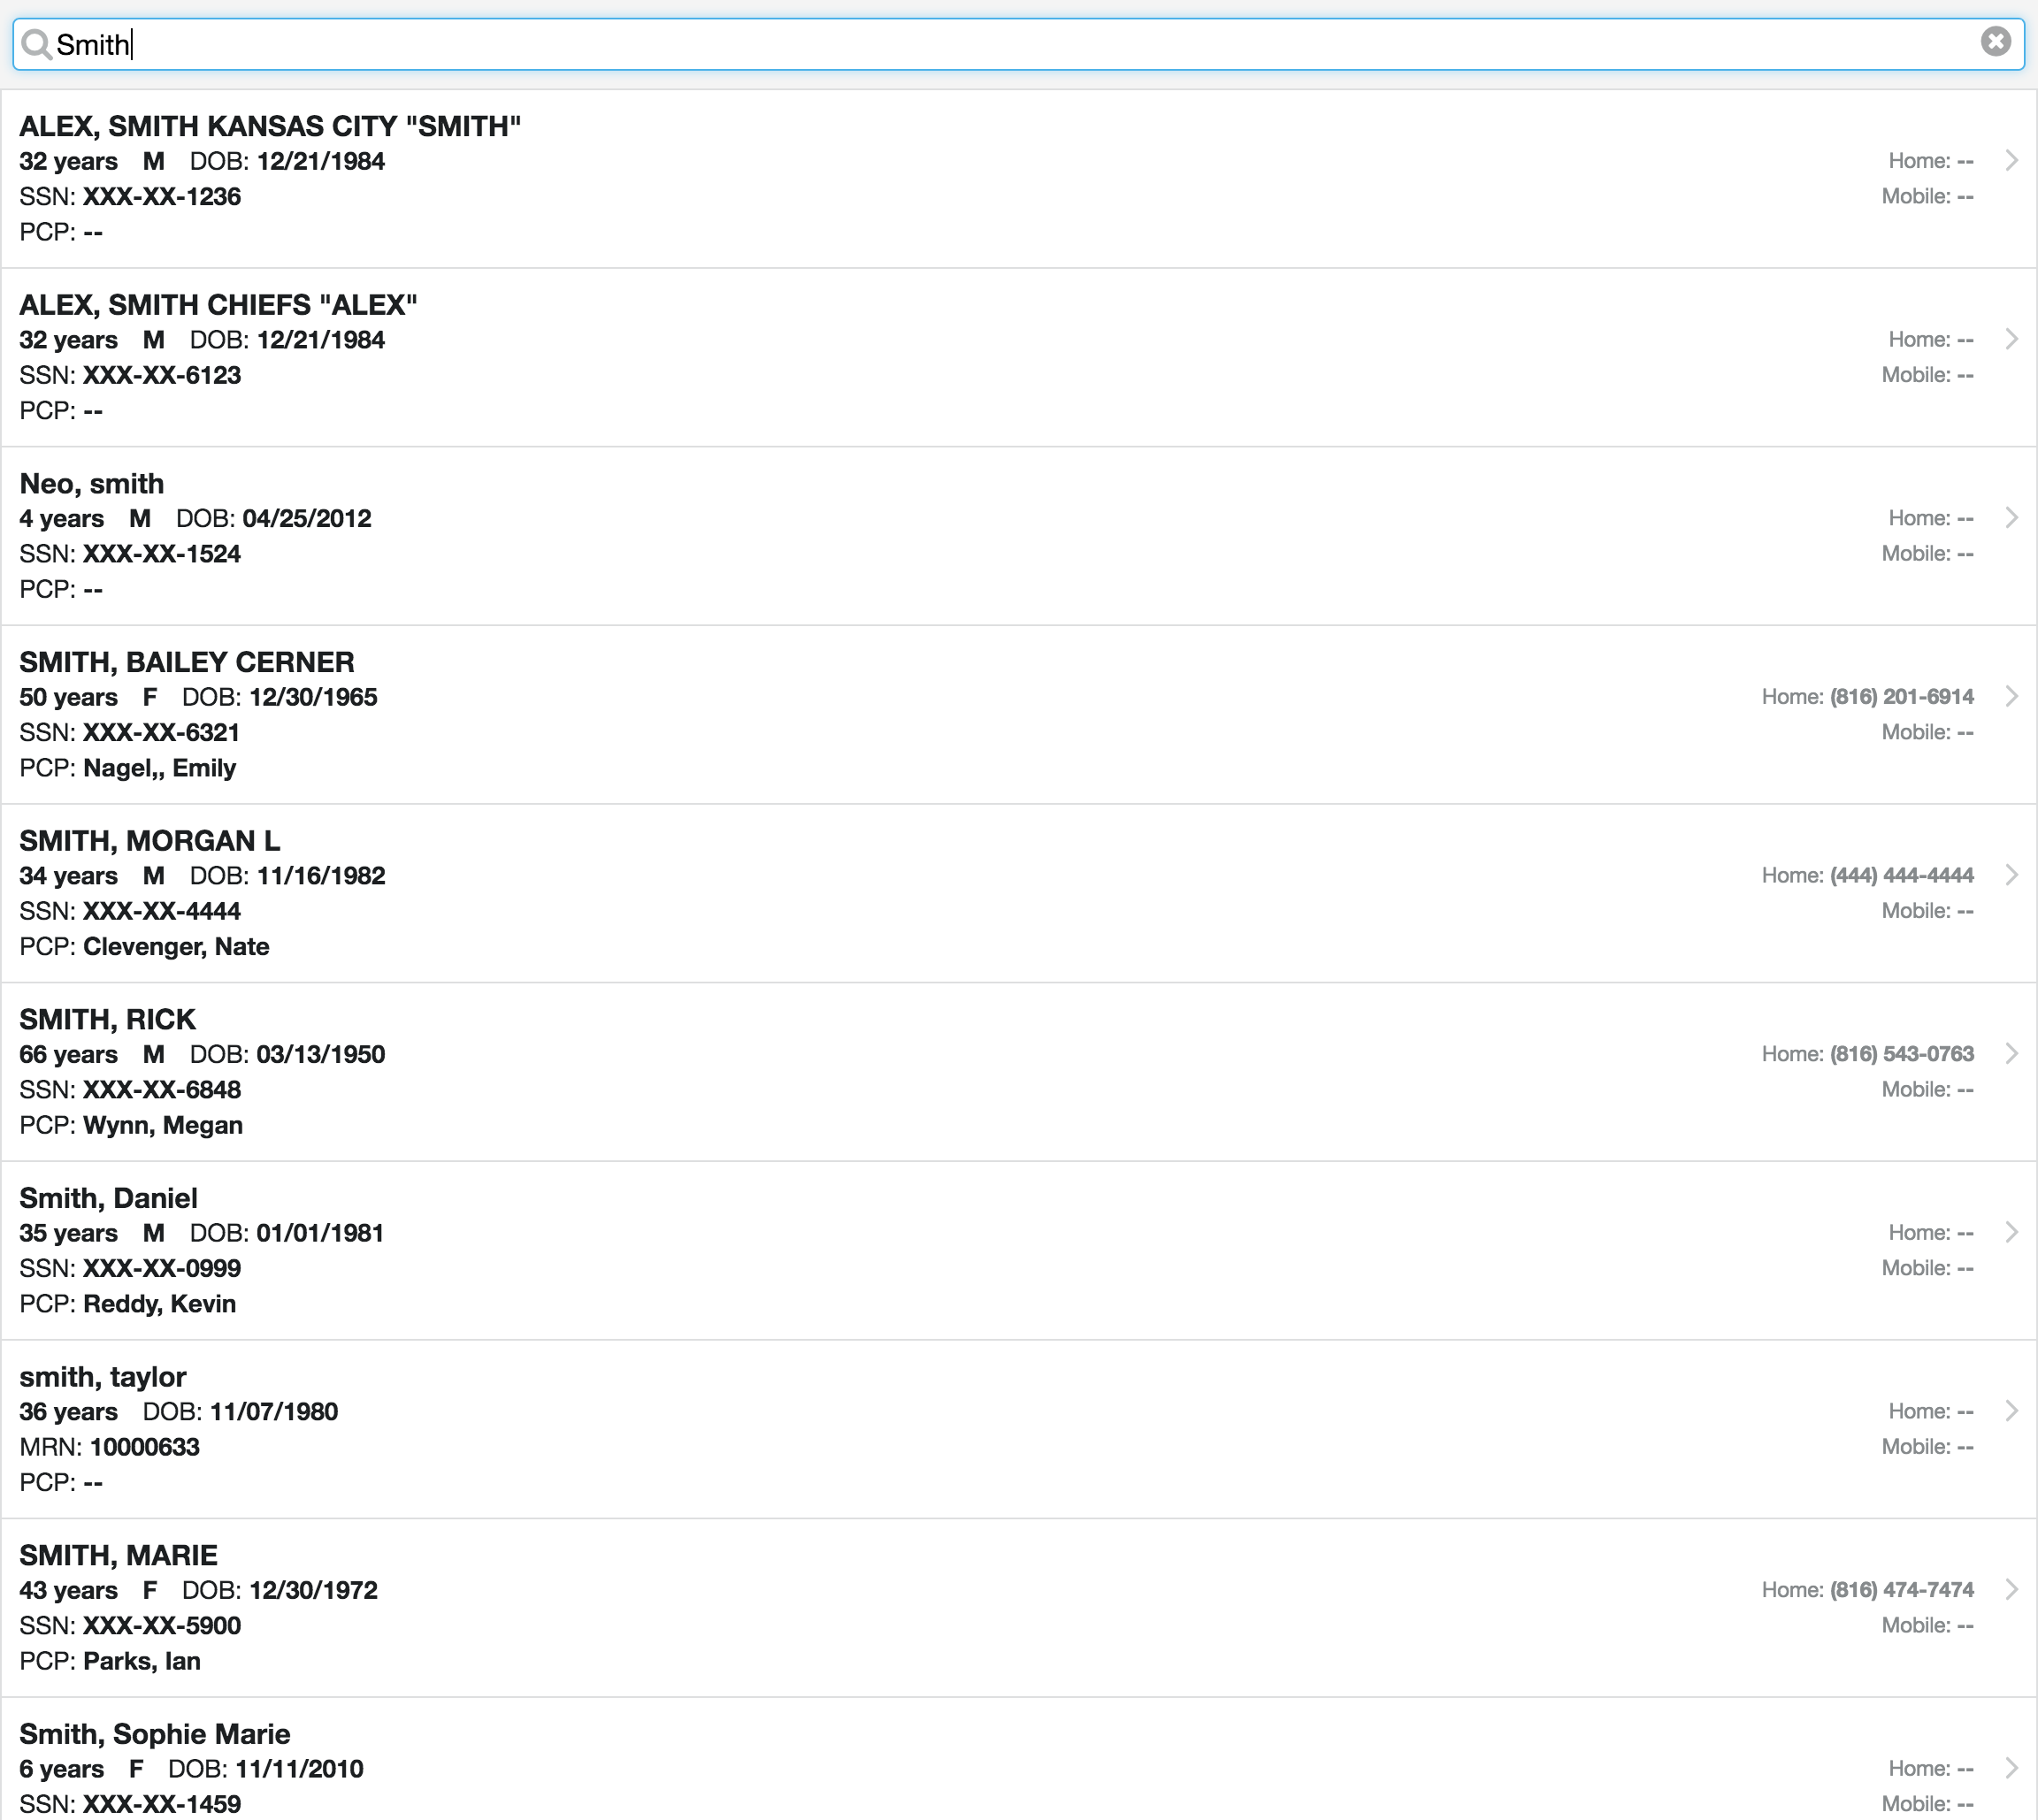 Smith
ALEX, SMITH KANSAS CITY "SMITH"
32 years M DOB: 12/21/1984 Home: --
SSN: XXX-XX-1236 Mobile: --
PCP: --
ALEX, SMITH CHIEFS "ALEX"
32 years M DOB: 12/21/1984 Home: --
SSN: XXX-XX-6123 Mobile: --
PCP: --
Neo, smith
4 years M DOB: 04/25/2012 Home: --
SSN: XXX-XX-1524 Mobile: --
PCP: --
SMITH, BAILEY CERNER
50 years F DOB: 12/30/1965 Home: (816) 201-6914
SSN: XXX-XX-6321 Mobile: --
PCP: Nagel,, Emily
SMITH, MORGAN L
34 years M DOB: 11/16/1982 Home: (444) 444-4444
SSN: XXX-XX-4444 Mobile: --
PCP: Clevenger, Nate
SMITH, RICK
66 years M DOB: 03/13/1950 Home: (816) 543-0763
SSN: XXX-XX-6848 Mobile: --
PCP: Wynn, Megan
Smith, Daniel
35 years M DOB: 01/01/1981 Home: --
SSN: XXX-XX-0999 Mobile: --
PCP: Reddy, Kevin
smith, taylor
36 years DOB: 11/07/1980 Home: --
MRN: 10000633 Mobile: --
PCP: --
SMITH, MARIE
43 years F DOB: 12/30/1972 Home: (816) 474-7474
SSN: XXX-XX-5900 Mobile: --
PCP: Parks, Ian
Smith, Sophie Marie
6 years F DOB: 11/11/2010 Home: --
SSN: XXX-XX-1459 Mobile: --